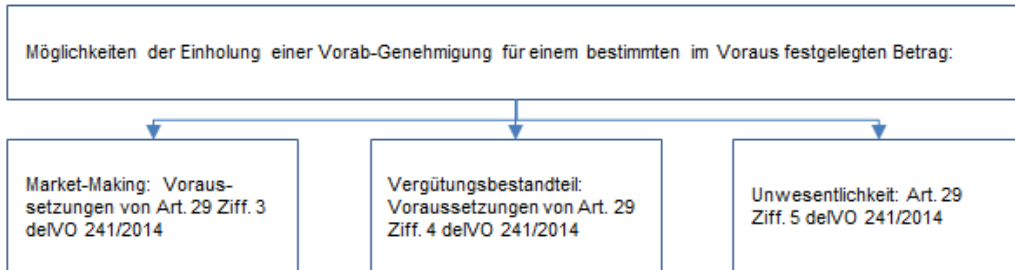 Möglichkeiten der Einholung einer Vorab-Genehmigung für einem bestimmten im Voraus festgelegten Betrag:
Market-Making: Voraus-
setzungen von Art. 29 Ziff. 3
delVO 241/2014
Vergütungsbestandteil:
Voraussetzungen von Art. 29
Ziff. 4 delVO 241/2014
Unwesentlichkeit: Art. 29
Ziff. 5 delVO 241/2014